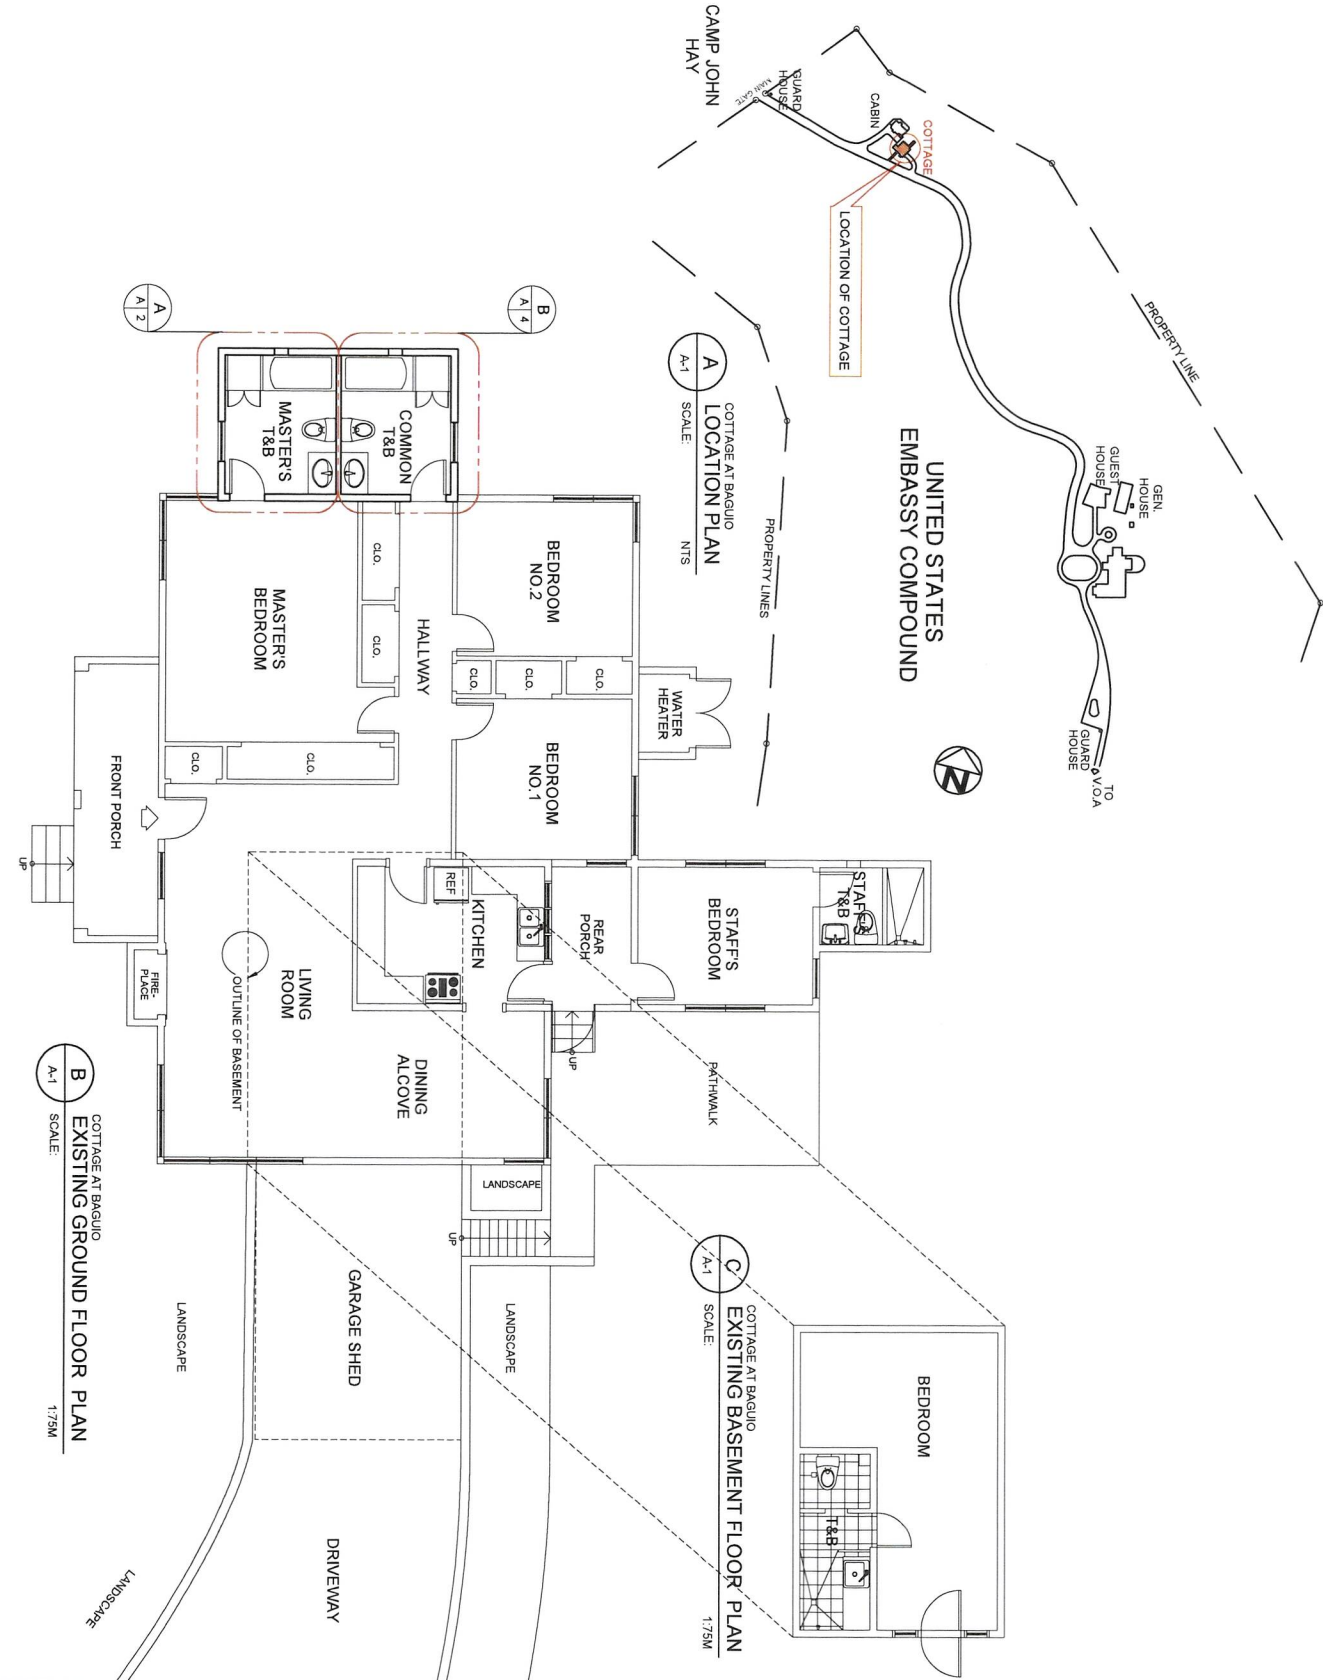 CAMP JOHN
HAY
MAIN GATE
GUARD
HOUSE
CABIN
COTTAGE
LOCATION OF COTTAGE
PROPERTY LINE
UNITED STATES
EMBASSY COMPOUND
GUEST
HOUSE
GEN.
HOUSE
GUARD
HOUSE
TO
V.O.A
N
PROPERTY LINES
A
A-1
COTTAGE AT BAGUIO
LOCATION PLAN
SCALE: NTS
A
A 2
B
A 4
MASTER'S
T&B
COMMON
T&B
BEDROOM
NO.2
CLO.
CLO.
HALLWAY
MASTER'S
BEDROOM
CLO.
CLO.
CLO.
WATER
HEATER
BEDROOM
NO.1
CLO.
CLO.
FRONT PORCH
UP
REF
KITCHEN
REAR
PORCH
STAFF'S
BEDROOM
STAFF
T&B
FIRE-
PLACE
LIVING
ROOM
OUTLINE OF BASEMENT
DINING
ALCOVE
UP
PATHWALK
LANDSCAPE
UP
GARAGE SHED
LANDSCAPE
LANDSCAPE
DRIVEWAY
LANDSCAPE
B
A-1
COTTAGE AT BAGUIO
EXISTING GROUND FLOOR PLAN
SCALE: 1:75M
C
A-1
COTTAGE AT BAGUIO
EXISTING BASEMENT FLOOR PLAN
SCALE: 1:75M
BEDROOM
T&B